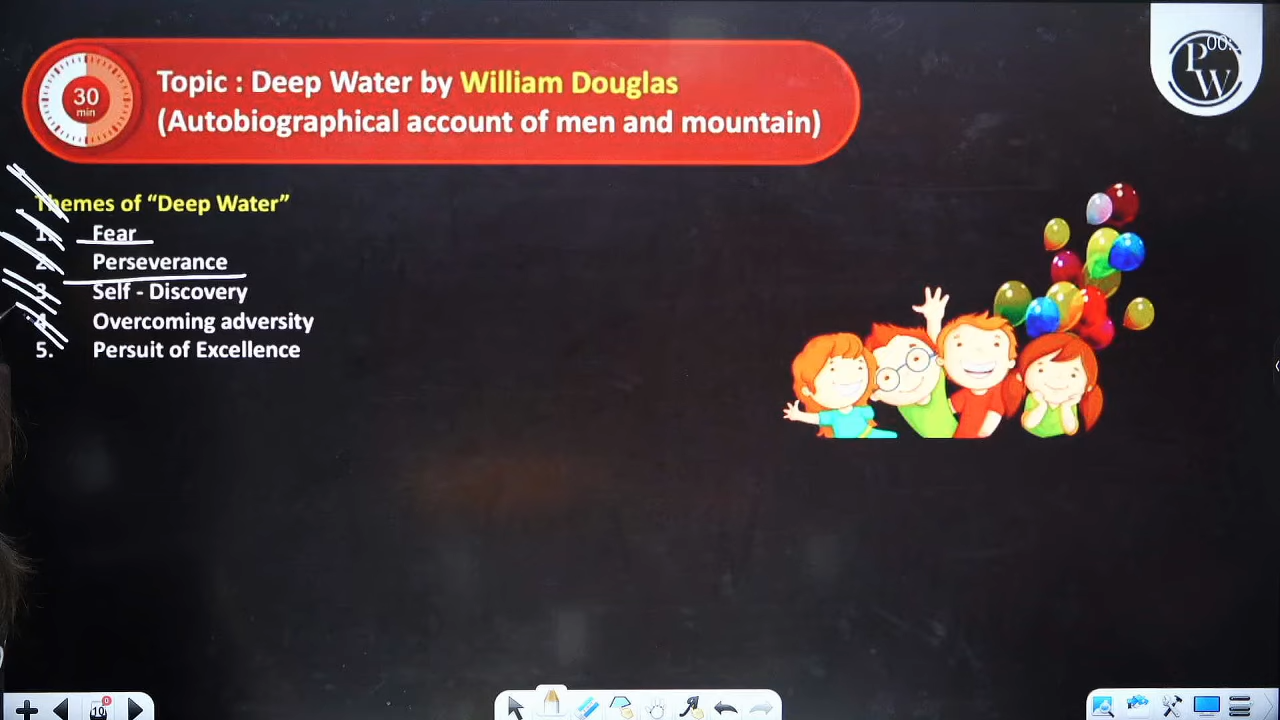 30
min
Topic : Deep Water by William Douglas
(Autobiographical account of men and mountain)
P
W
Themes of “Deep Water”
1. Fear
2. Perseverance
3. Self - Discovery
4. Overcoming adversity
5. Persuit of Excellence
10